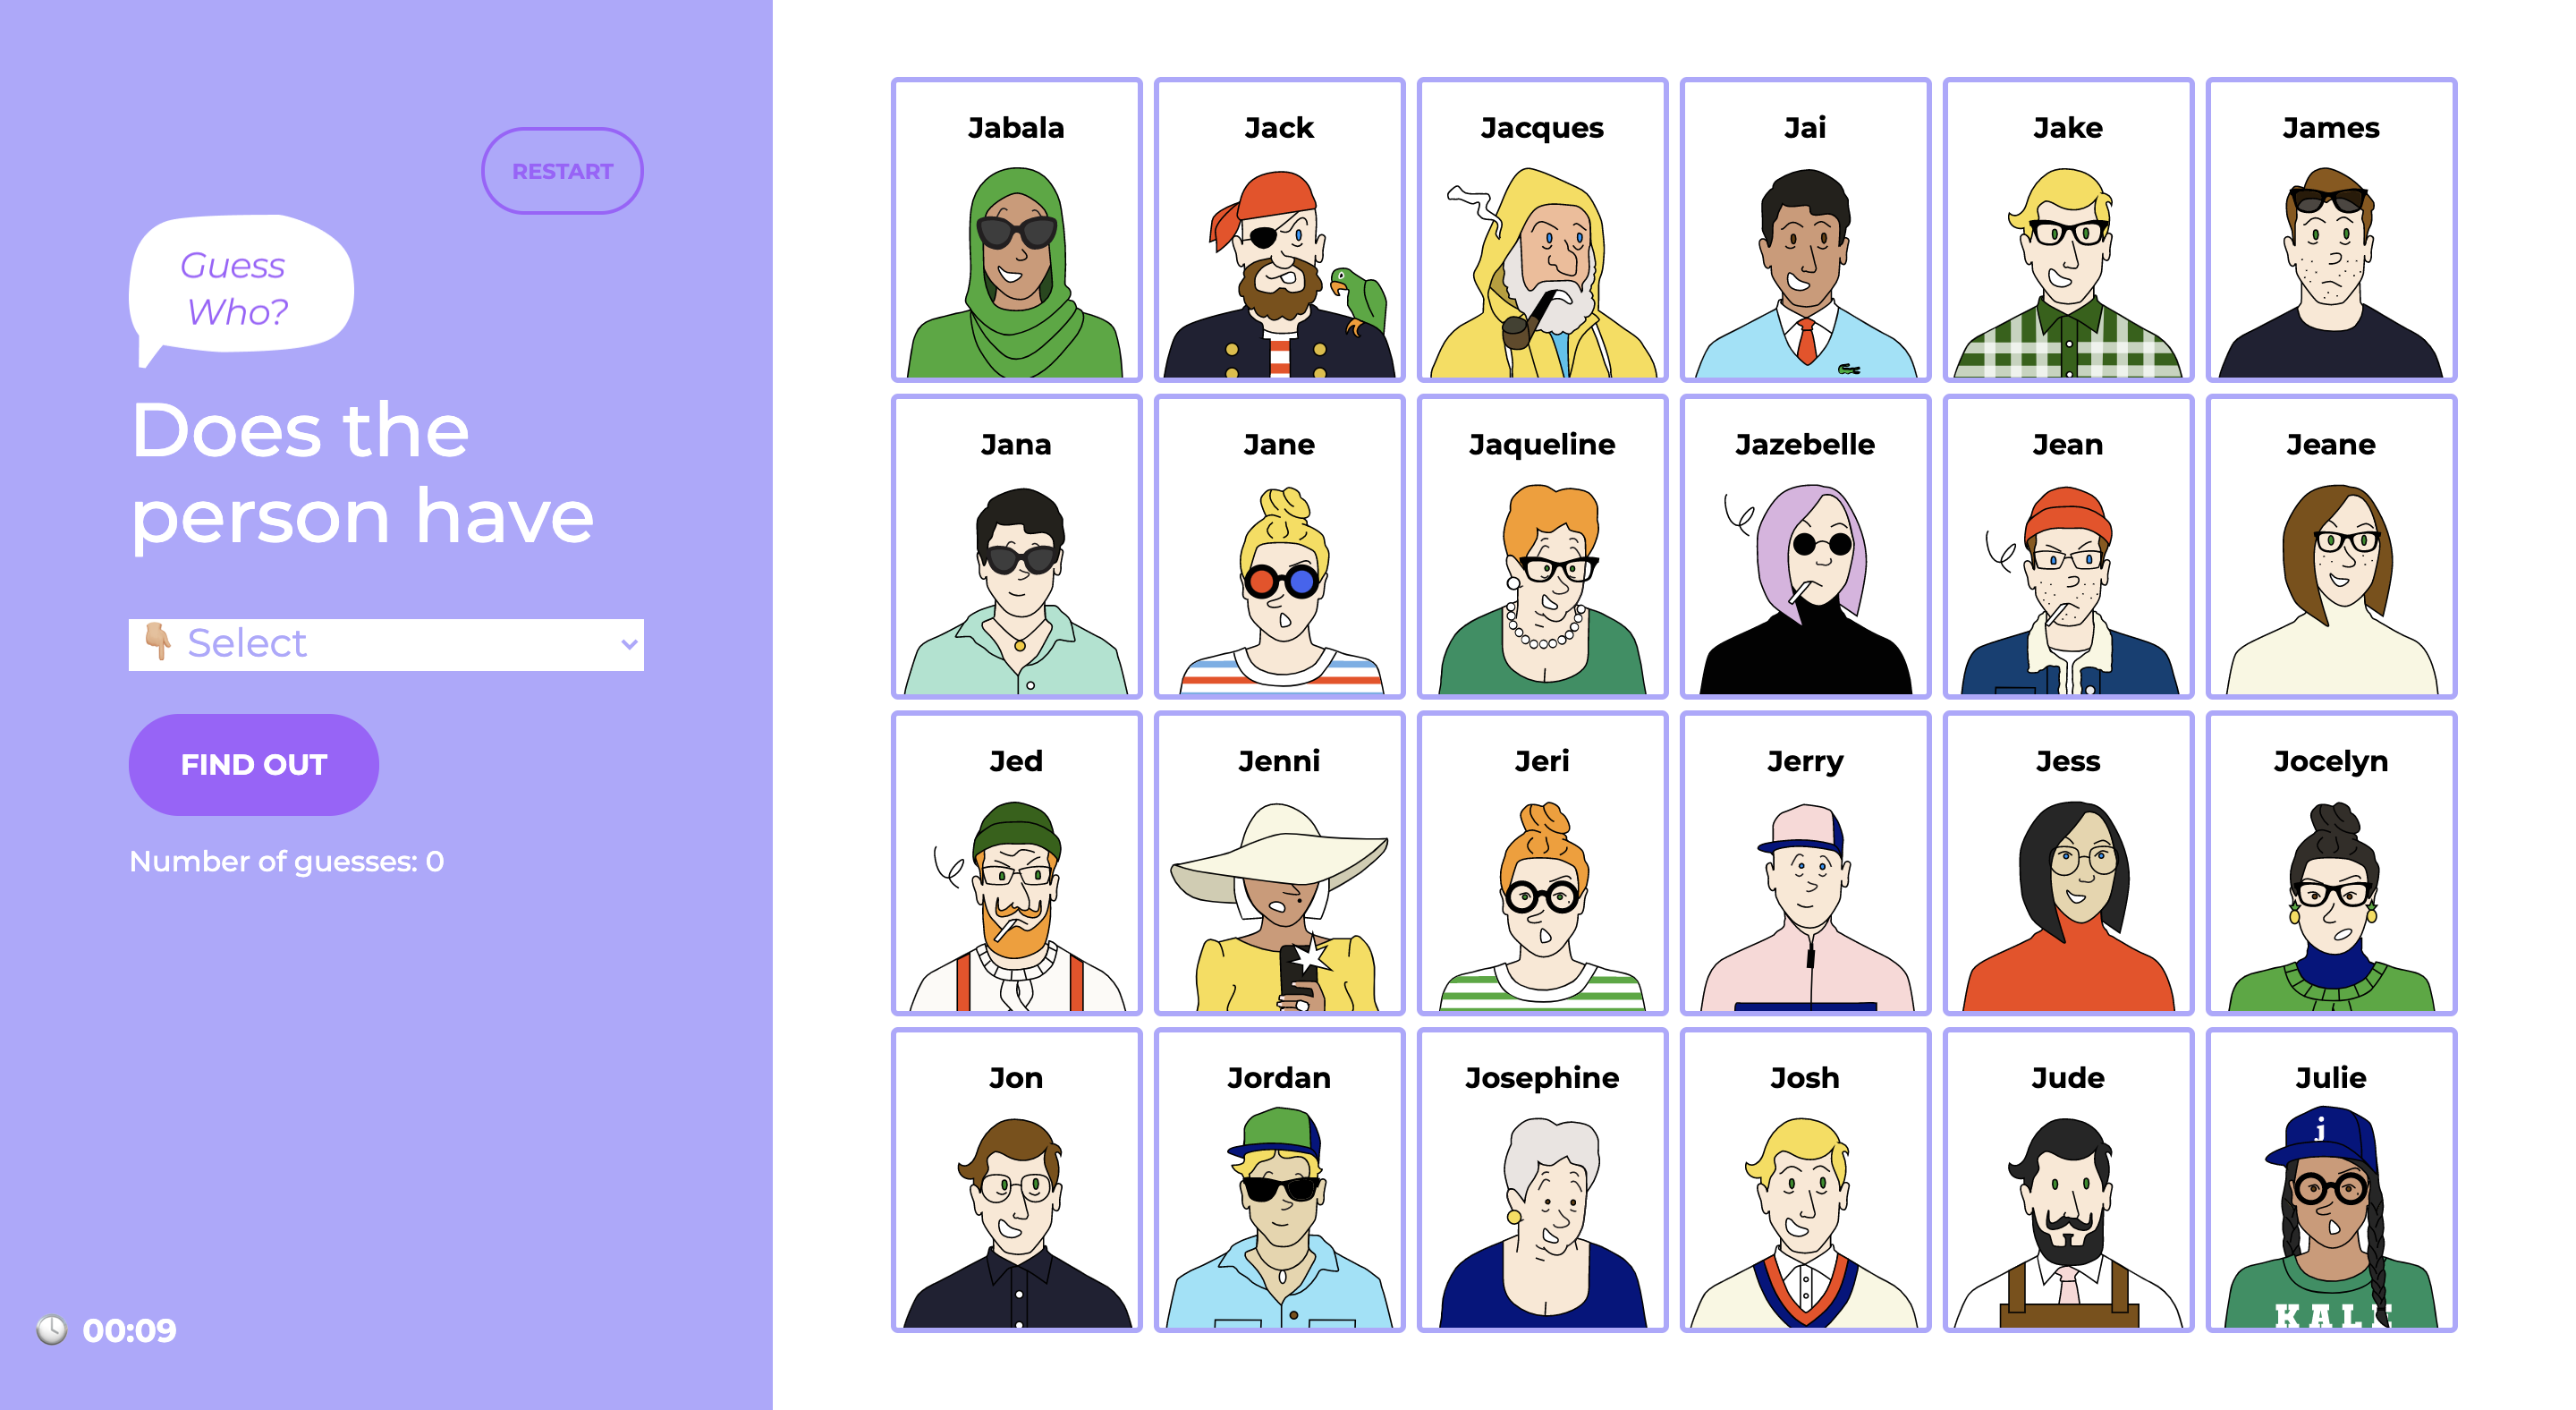 RESTART
Guess
Who?
Does the
person have
👇🏼 Select
FIND OUT
Number of guesses: 0
00:09
Jabala
Jack
Jacques
Jai
Jake
James
Jana
Jane
Jaqueline
Jazebelle
Jean
Jeane
Jed
Jenni
Jeri
Jerry
Jess
Jocelyn
Jon
Jordan
Josephine
Josh
Jude
Julie
j